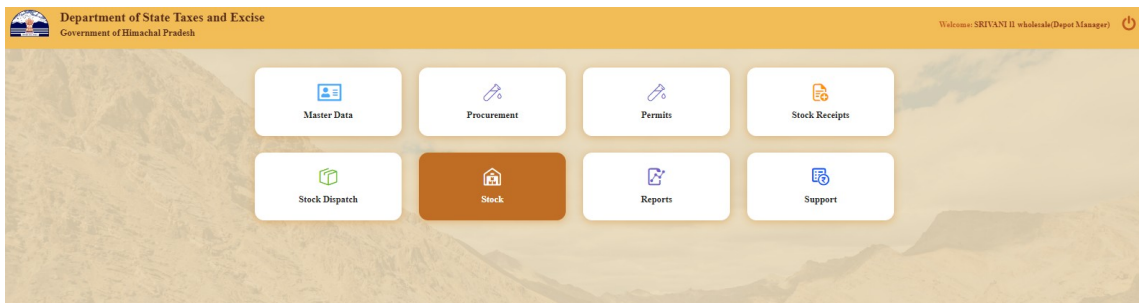 Department of State Taxes and Excise
Government of Himachal Pradesh
Welcome: SRIVANI l1 wholesale(Depot Manager)
Master Data
Procurement
Permits
Stock Receipts
Stock Dispatch
Stock
Reports
Support